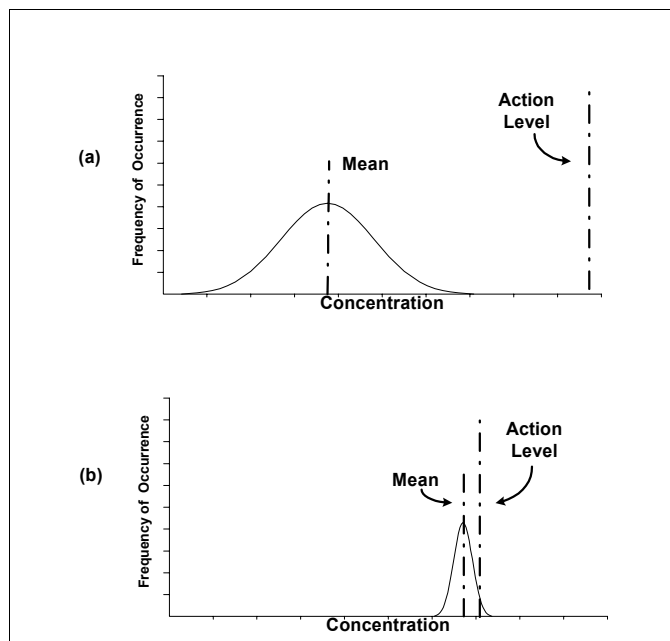 (a)
Frequency of Occurrence
Mean
Action
Level
Concentration
(b)
Frequency of Occurrence
Mean
Action
Level
Concentration